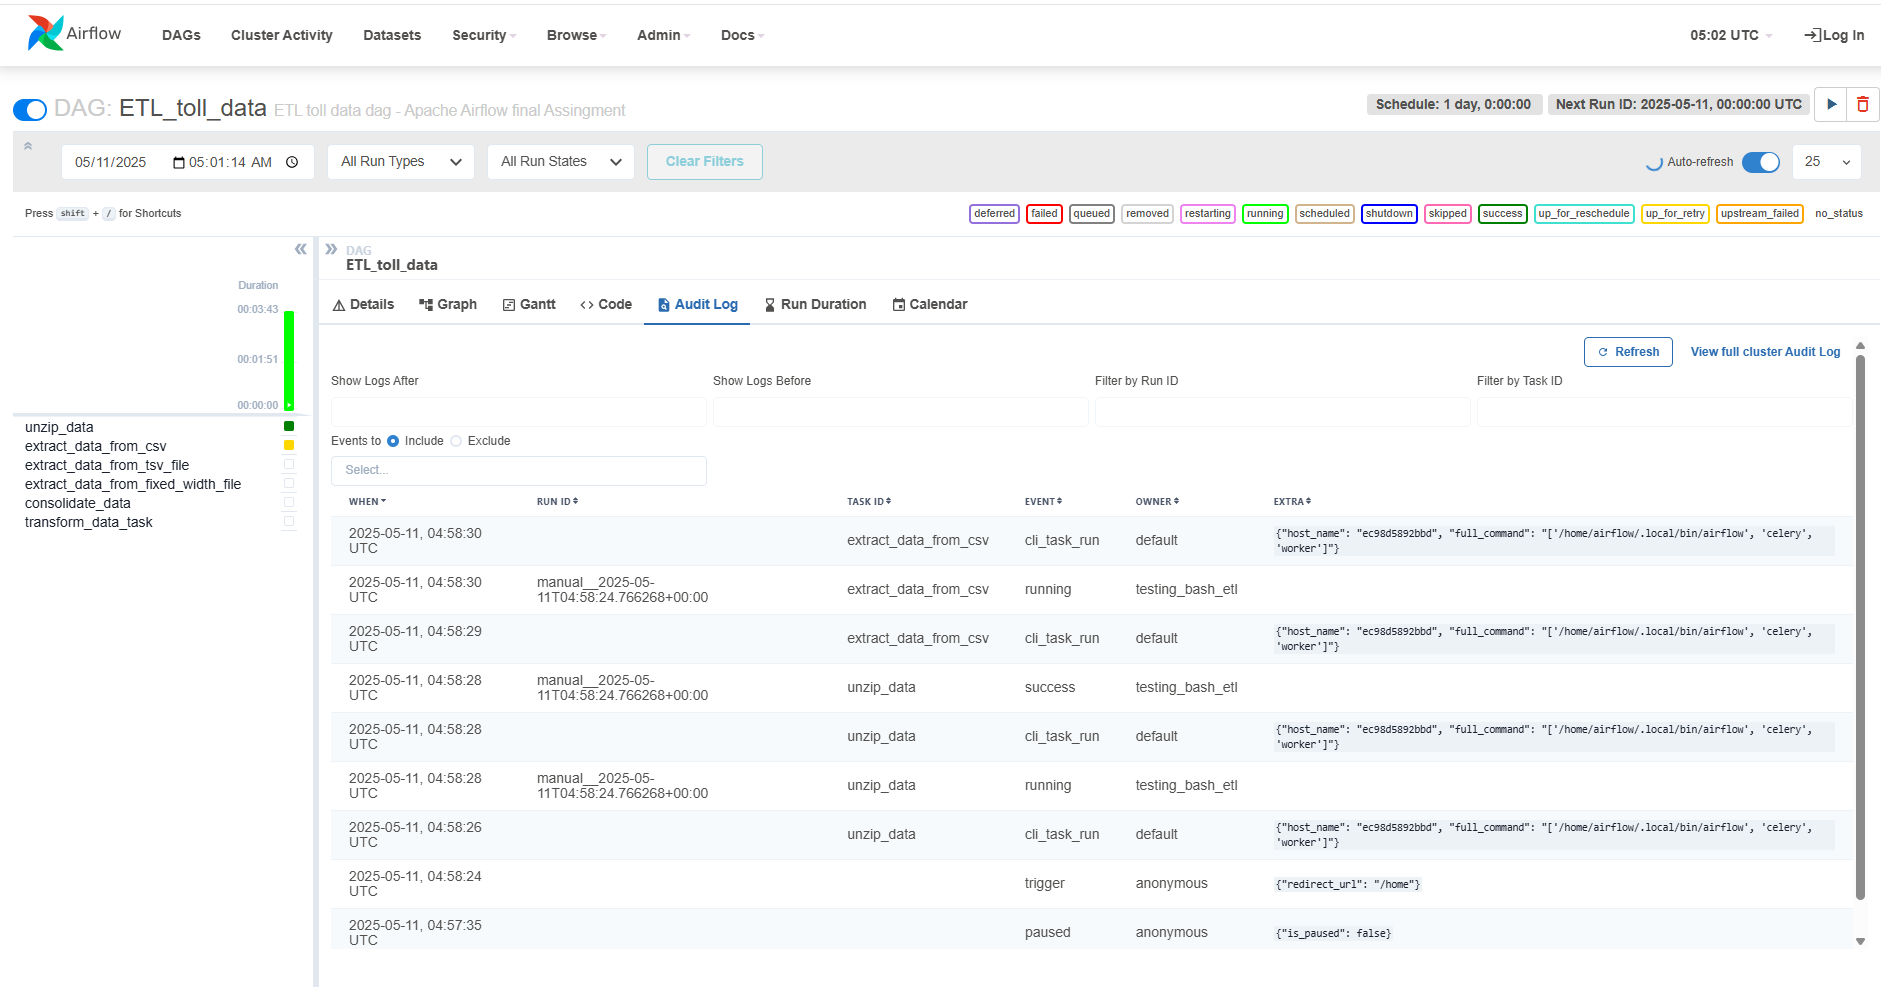 Airflow
DAGs
Cluster Activity
Datasets
Security
Browse
Admin
Docs
05:02 UTC
Log In
DAG: ETL_toll_data ETL toll data dag - Apache Airflow final Assingment
Schedule: 1 day, 0:00:00
Next Run ID: 2025-05-11, 00:00:00 UTC
05/11/2025 05:01:14 AM
All Run Types
All Run States
Clear Filters
Auto-refresh
25
Press shift + / for Shortcuts
deferred
failed
queued
removed
restarting
running
scheduled
shutdown
skipped
success
up_for_reschedule
up_for_retry
upstream_failed
no_status
Duration
00:03:43
00:01:51
00:00:00
unzip_data
extract_data_from_csv
extract_data_from_tsv_file
extract_data_from_fixed_width_file
consolidate_data
transform_data_task
DAG
ETL_toll_data
Details
Graph
Gantt
Code
Audit Log
Run Duration
Calendar
Refresh
View full cluster Audit Log
Show Logs After
Show Logs Before
Filter by Run ID
Filter by Task ID
Events to Include Exclude
Select...
WHEN RUN ID TASK ID EVENT OWNER EXTRA
2025-05-11, 04:58:30
UTC
extract_data_from_csv
cli_task_run
default
{"host_name": "ec98d5892bbd", "full_command": "['/home/airflow/.local/bin/airflow', 'celery',
'worker']"}
2025-05-11, 04:58:30
UTC
manual__2025-05-
11T04:58:24.766268+00:00
extract_data_from_csv
running
testing_bash_etl
2025-05-11, 04:58:29
UTC
extract_data_from_csv
cli_task_run
default
{"host_name": "ec98d5892bbd", "full_command": "['/home/airflow/.local/bin/airflow', 'celery',
'worker']"}
2025-05-11, 04:58:28
UTC
manual__2025-05-
11T04:58:24.766268+00:00
unzip_data
success
testing_bash_etl
2025-05-11, 04:58:28
UTC
unzip_data
cli_task_run
default
{"host_name": "ec98d5892bbd", "full_command": "['/home/airflow/.local/bin/airflow', 'celery',
'worker']"}
2025-05-11, 04:58:28
UTC
manual__2025-05-
11T04:58:24.766268+00:00
unzip_data
running
testing_bash_etl
2025-05-11, 04:58:26
UTC
unzip_data
cli_task_run
default
{"host_name": "ec98d5892bbd", "full_command": "['/home/airflow/.local/bin/airflow', 'celery',
'worker']"}
2025-05-11, 04:58:24
UTC
trigger
anonymous
{"redirect_url": "/home"}
2025-05-11, 04:57:35
UTC
paused
anonymous
{"is_paused": false}